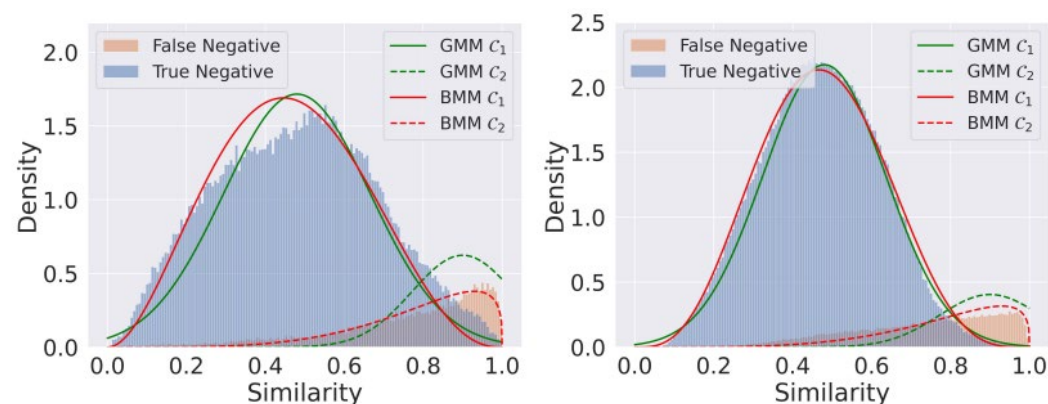 2.0
1.5
1.0
0.5
0.0
Density
False Negative
True Negative
GMM 𝒞₁
GMM 𝒞₂
BMM 𝒞₁
BMM 𝒞₂
0.0 0.2 0.4 0.6 0.8 1.0
Similarity
2.5
2.0
1.5
1.0
0.5
0.0
Density
False Negative
True Negative
GMM 𝒞₁
GMM 𝒞₂
BMM 𝒞₁
BMM 𝒞₂
0.0 0.2 0.4 0.6 0.8 1.0
Similarity